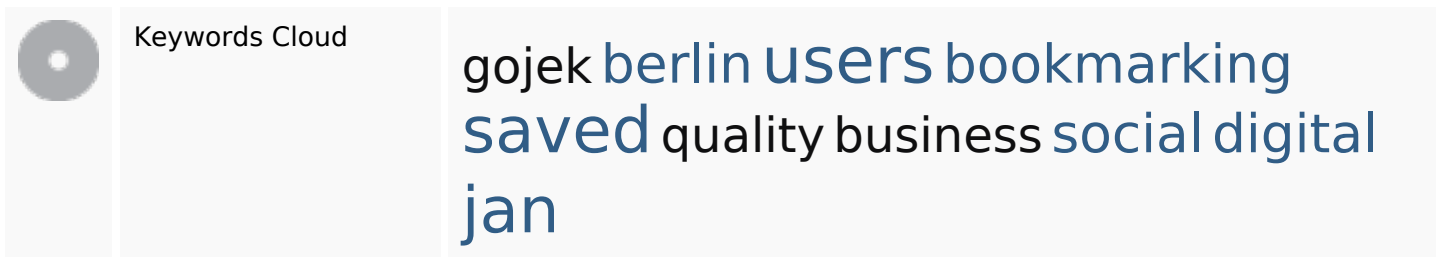 Keywords Cloud
gojek berlin users bookmarking
saved quality business social digital
jan